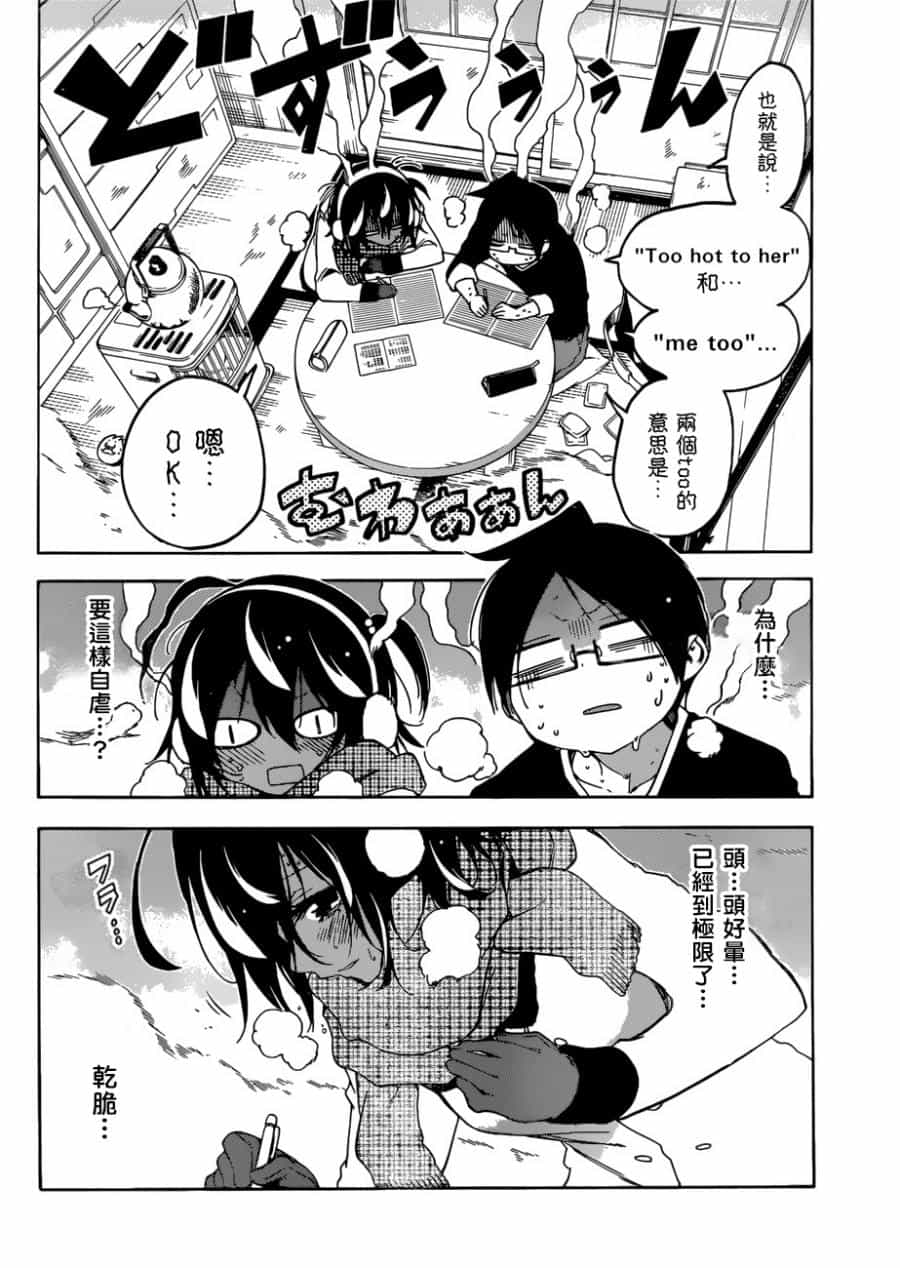 どずぅぅぅん
也就是說…
"Too hot to her"
和…
"me too"…
兩個too的
意思是…
嗯…
OK…
むわぁぁぁん
為什麼…
要這樣自虐…?
頭…頭好暈…
已經到極限了…
フラ…
乾脆…